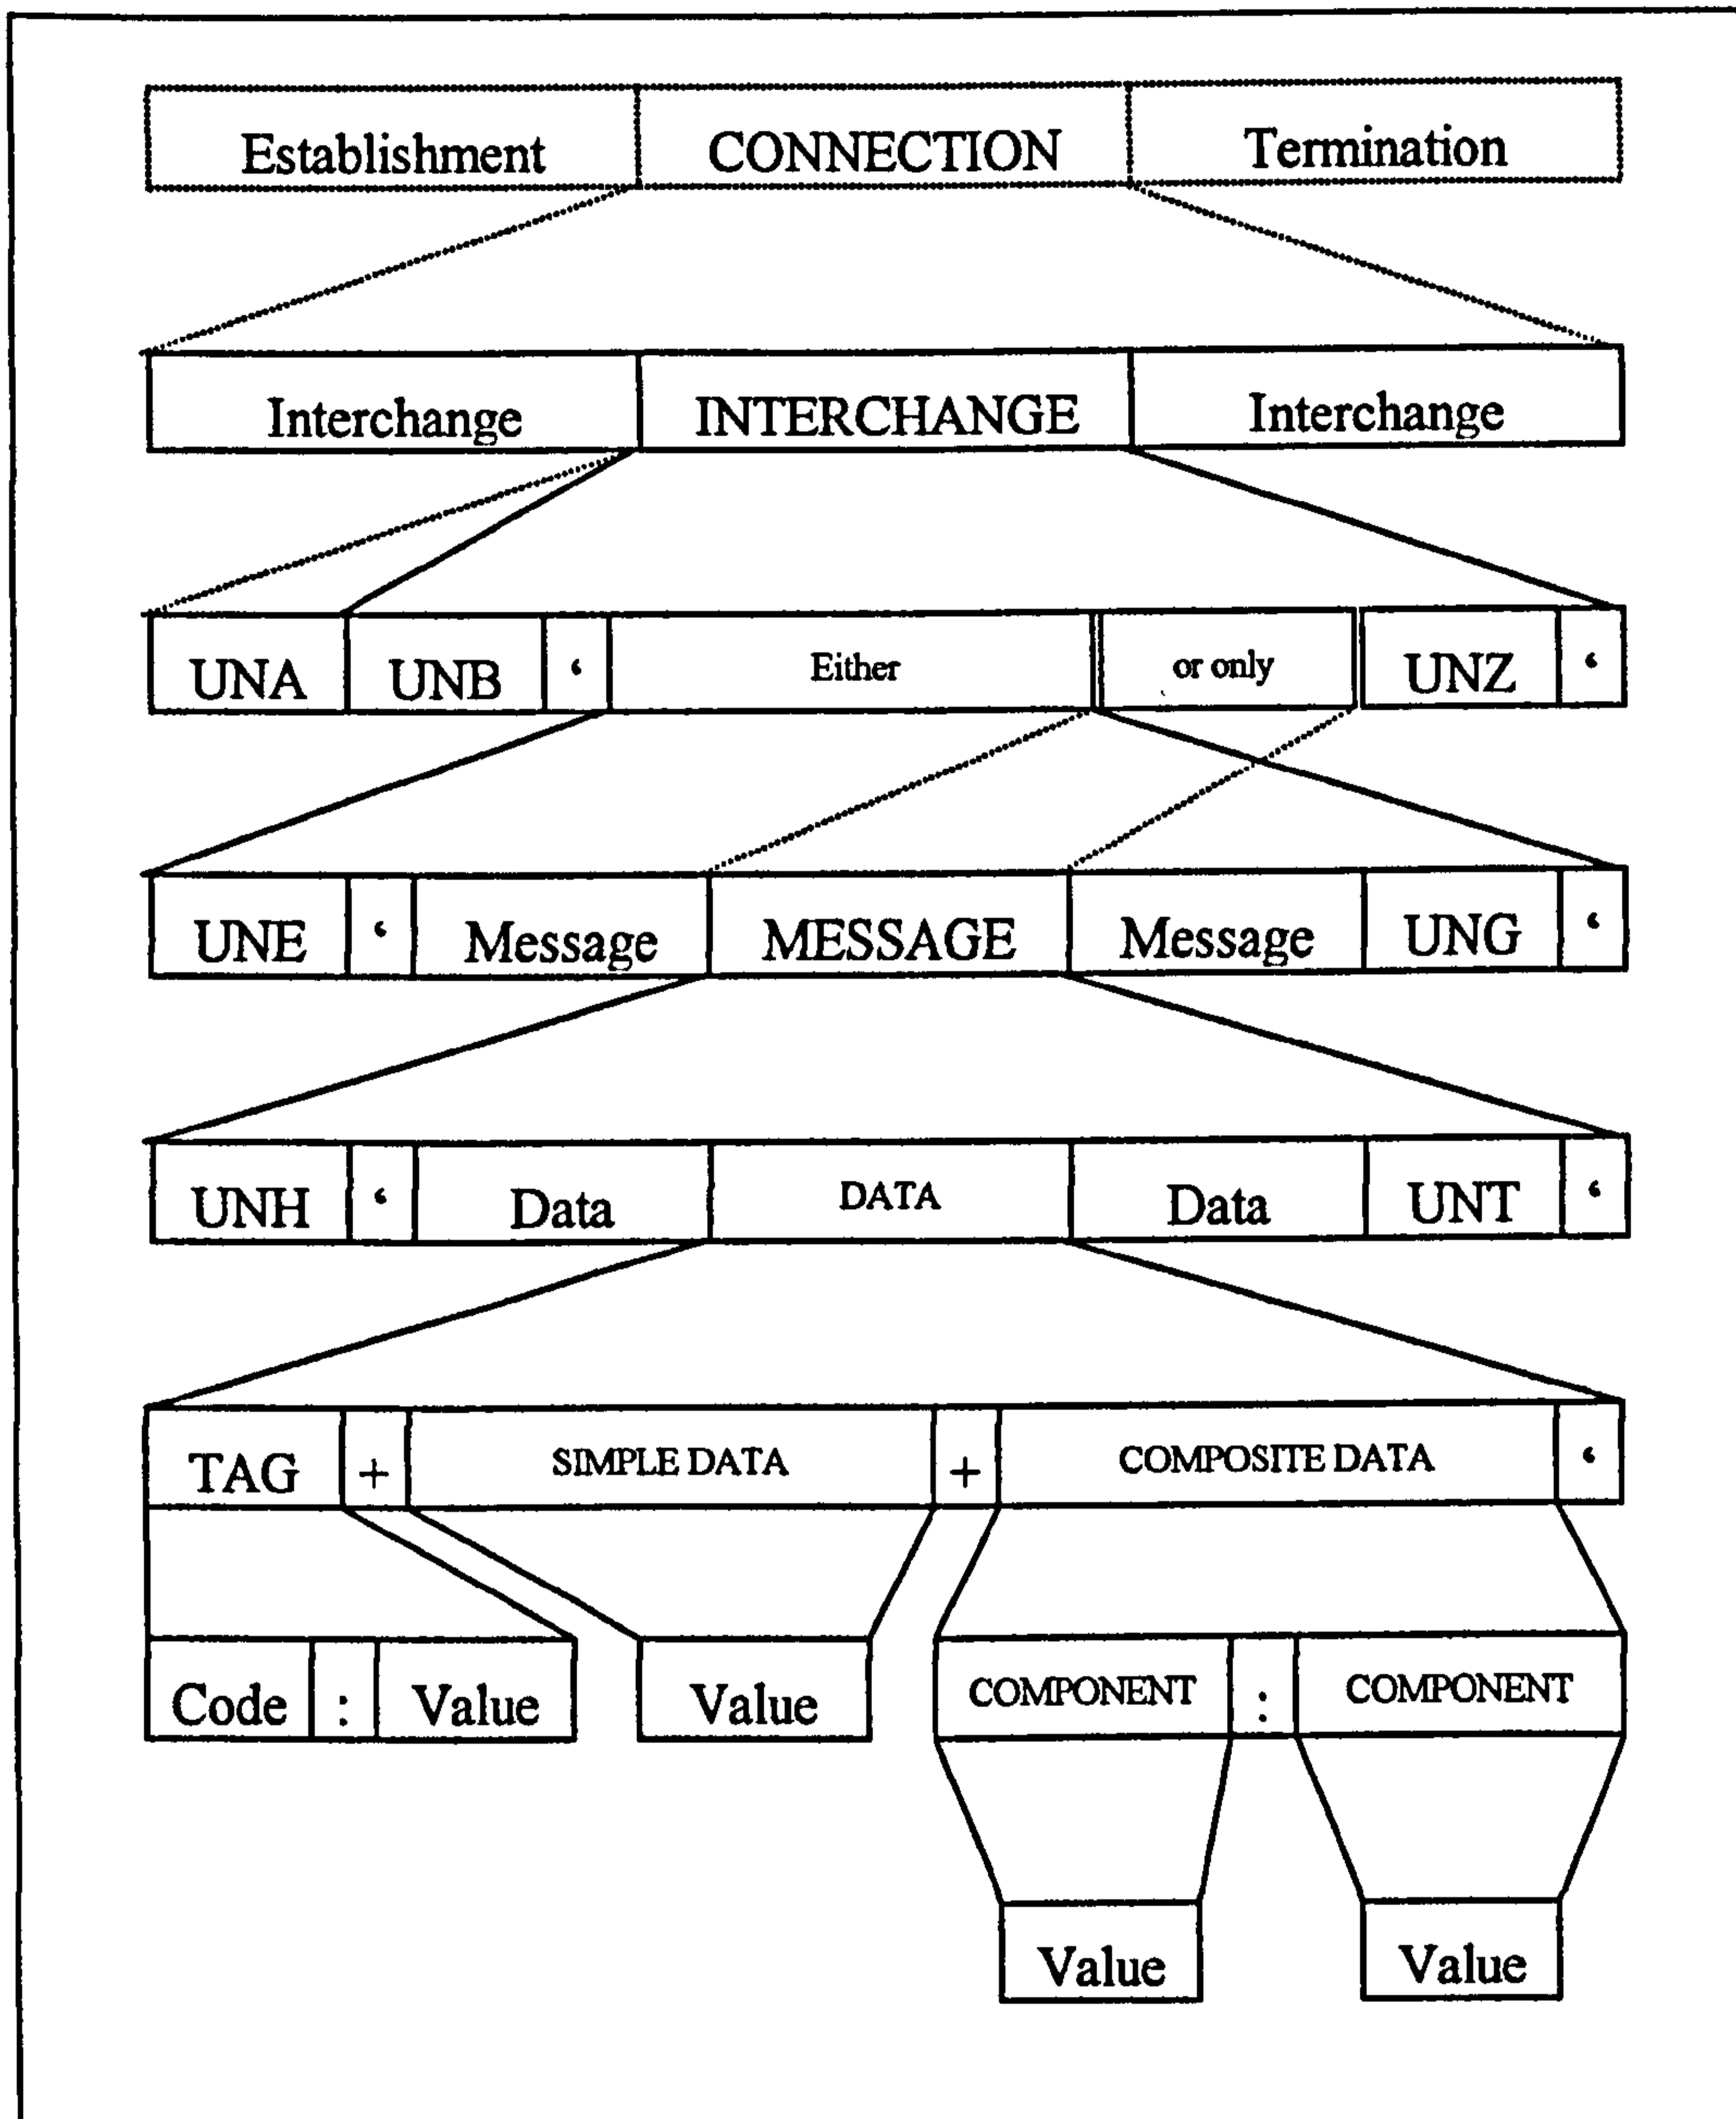 Establishment CONNECTION Termination
Interchange INTERCHANGE Interchange
UNA UNB ‘ Either or only UNZ ‘
UNE ‘ Message MESSAGE Message UNG ‘
UNH ‘ Data DATA Data UNT ‘
TAG + SIMPLE DATA + COMPOSITE DATA ‘
Code : Value Value COMPONENT : COMPONENT
Value Value